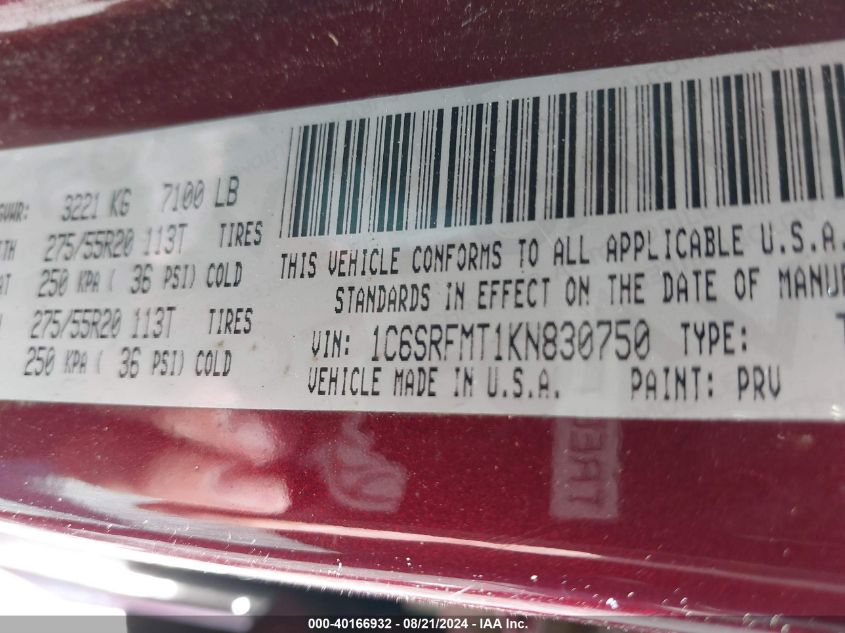 GVWR: 3221 KG 7100 LB
TH 275/55R20 113T TIRES
AT 250 KPA ( 36 PSI) COLD
275/55R20 113T TIRES
250 KPA ( 36 PSI) COLD
THIS VEHICLE CONFORMS TO ALL APPLICABLE U.S.A.
STANDARDS IN EFFECT ON THE DATE OF MANU
VIN: 1C6SRFMT1KN830750 TYPE: T
VEHICLE MADE IN U.S.A. PAINT: PRV
000-40166932 - 08/21/2024 - IAA Inc.